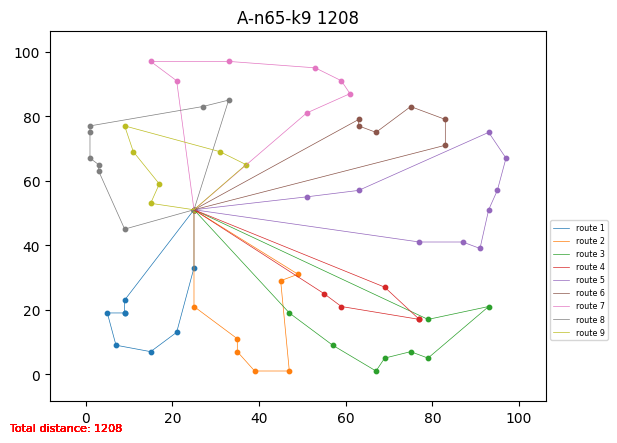 A-n65-k9 1208
100
80
60
40
20
0
0 20 40 60 80 100
route 1
route 2
route 3
route 4
route 5
route 6
route 7
route 8
route 9
Total distance: 1208